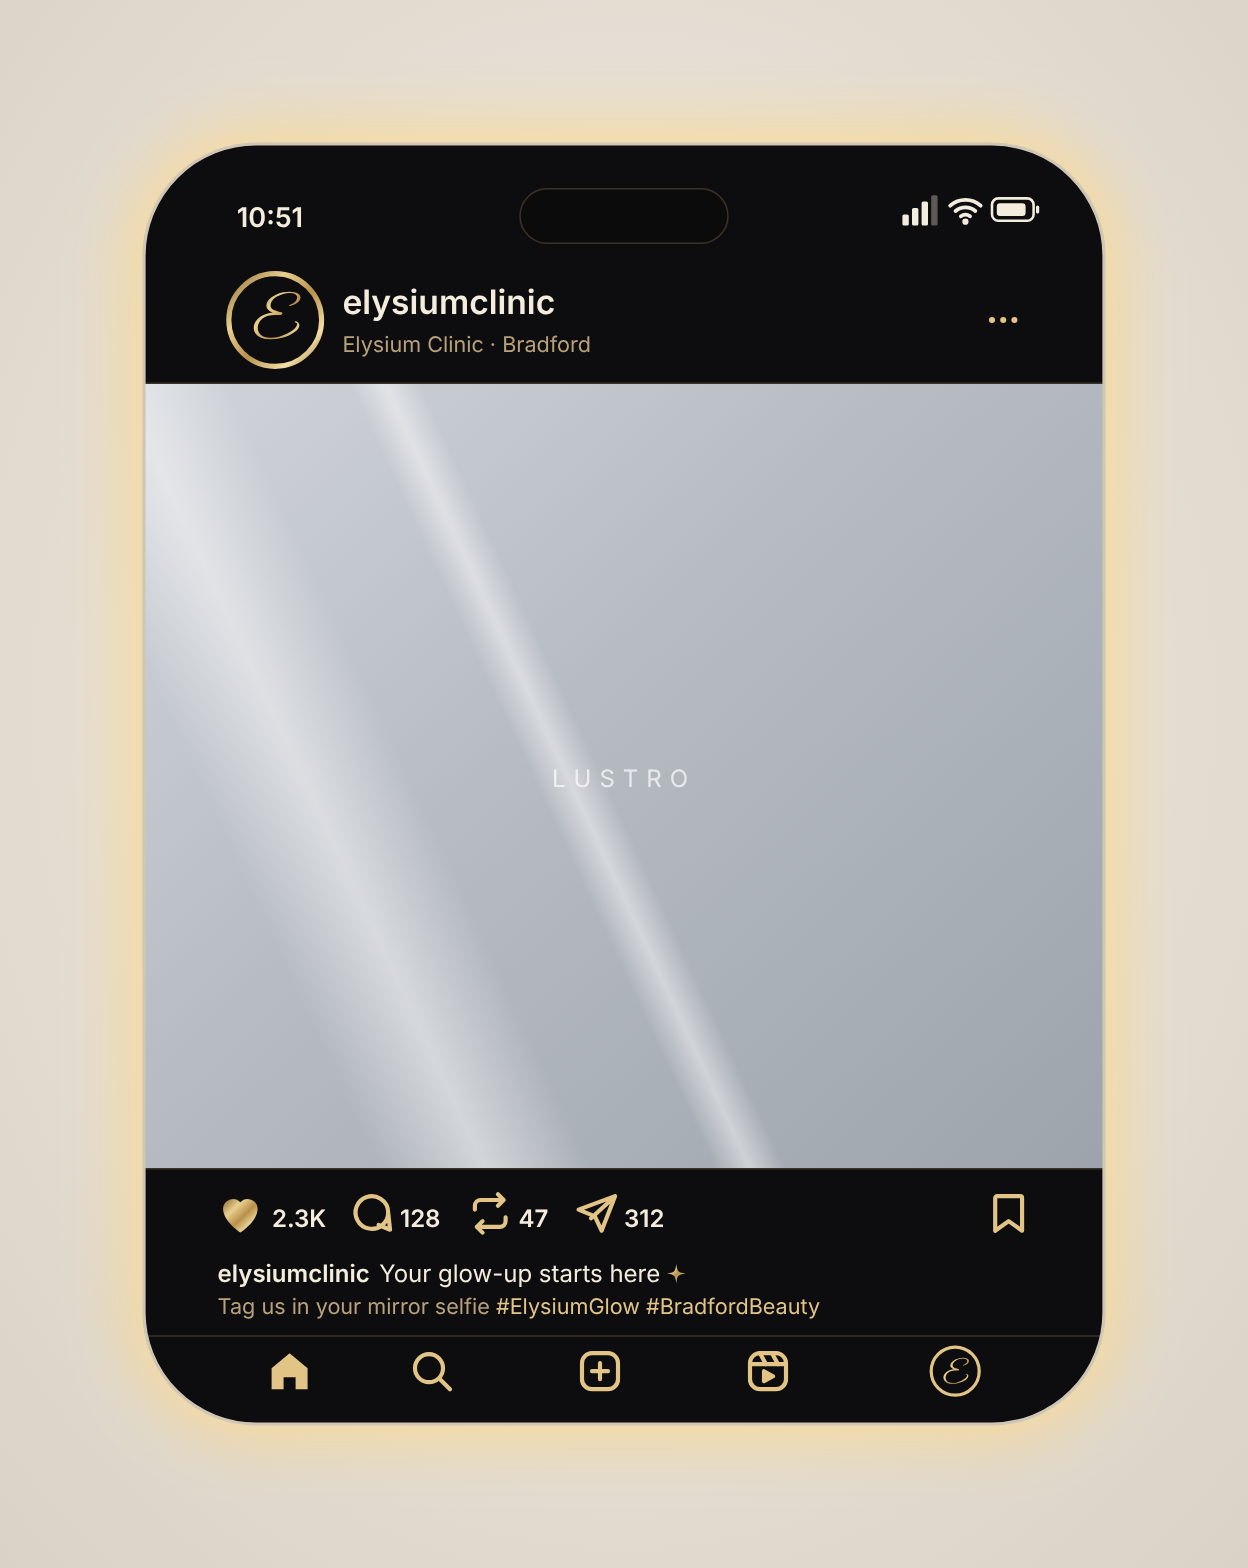 10:51
ℰ elysiumclinic
Elysium Clinic · Bradford
LUSTRO
2.3K 128 47 312
elysiumclinic Your glow-up starts here ✦
Tag us in your mirror selfie #ElysiumGlow #BradfordBeauty
ℰ